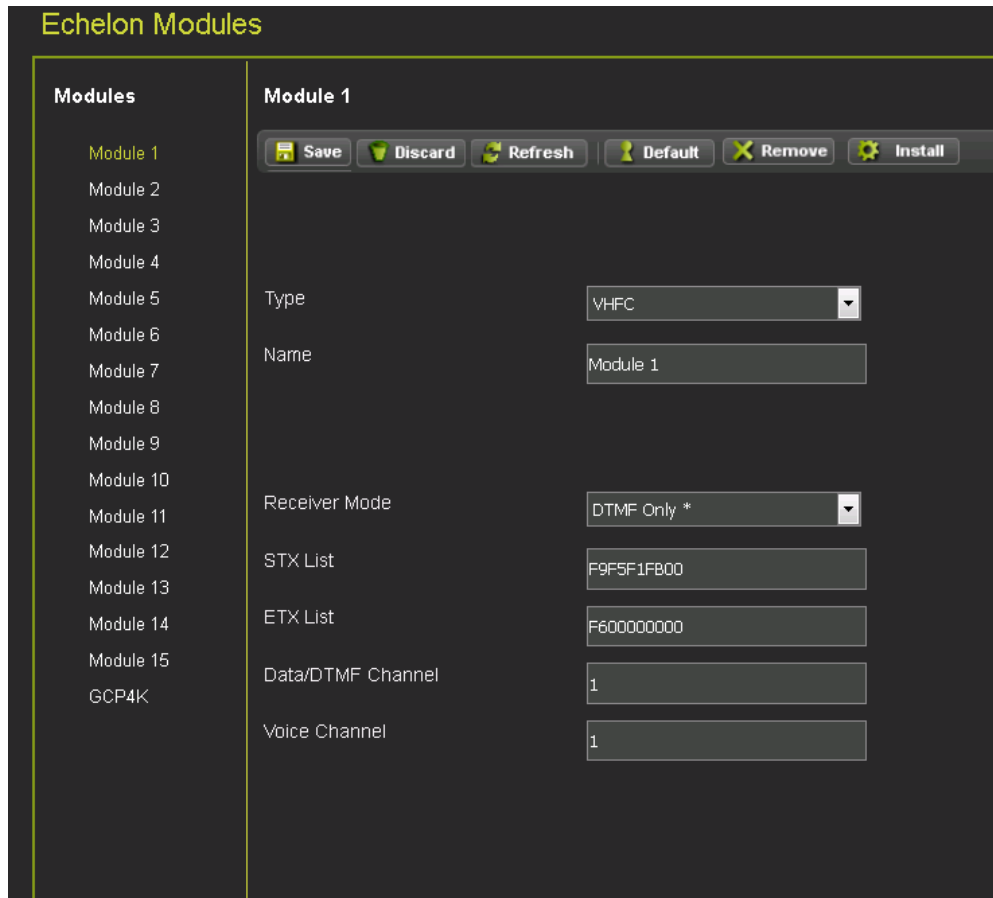 Echelon Modules
Modules
Module 1
Module 2
Module 3
Module 4
Module 5
Module 6
Module 7
Module 8
Module 9
Module 10
Module 11
Module 12
Module 13
Module 14
Module 15
GCP4K
Module 1
Save Discard Refresh Default Remove Install
Type VHFC
Name Module 1
Receiver Mode DTMF Only *
STX List F9F5F1FB00
ETX List F600000000
Data/DTMF Channel 1
Voice Channel 1